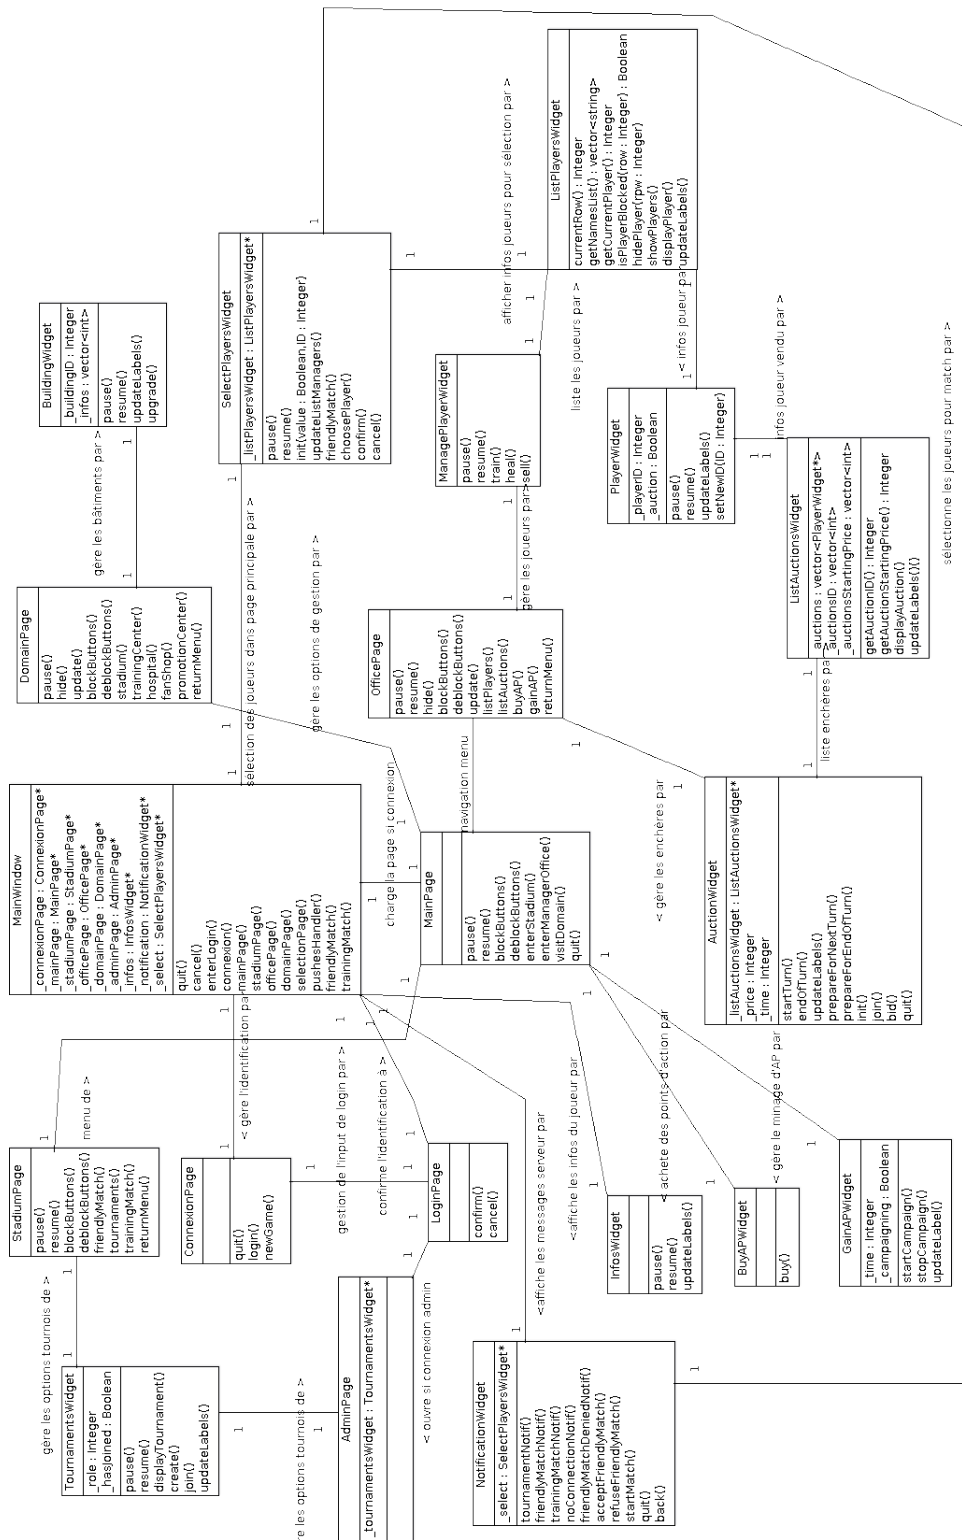 TournamentsWidget
_role : Integer
_hasJoined : Boolean
pause()
resume()
displayTournament()
create()
join()
updateLabels()
gère les options tournois de >
StadiumPage
pause()
resume()
blockButtons()
deblockButtons()
friendlyMatch()
tournaments()
trainingMatch()
returnMenu()
menu de >
MainWindow
_connexionPage : ConnexionPage*
_mainPage : MainPage*
_stadiumPage : StadiumPage*
_officePage : OfficePage*
_domainPage : DomainPage*
_adminPage : AdminPage*
_infos : InfosWidget*
_notification : NotificationWidget*
_select : SelectPlayersWidget*
quit()
cancel()
enterLogin()
connexion()
mainPage()
stadiumPage()
officePage()
domainPage()
selectionPage()
pushesHandler()
friendlyMatch()
trainingMatch()
DomainPage
pause()
hide()
update()
blockButtons()
deblockButtons()
stadium()
trainingCenter()
hospital()
fanShop()
promotionCenter()
returnMenu()
gère les bâtiments par >
BuildingWidget
_buildingID : Integer
_infos : vector<int>
pause()
resume()
updateLabels()
upgrade()
ConnexionPage
quit()
login()
newGame()
< gère l'identification par
sélection des joueurs dans page principale par >
SelectPlayersWidget
_listPlayersWidget : ListPlayersWidget*
pause()
resume()
init(value : Boolean,ID : Integer)
updateListManagers()
friendlyMatch()
choosePlayer()
confirm()
cancel()
re les options tournois de >
gestion de l'input de login par >
gère les options de gestion par >
AdminPage
_tournamentsWidget : TournamentsWidget*
< ouvre si connexion admin
confirme l'identification à >
LoginPage
confirm()
cancel()
charge la page si connexion
MainPage
pause()
resume()
blockButtons()
deblockButtons()
enterStadium()
enterManagerOffice()
visitDomain()
quit()
navigation menu
OfficePage
pause()
resume()
hide()
blockButtons()
deblockButtons()
update()
listPlayers()
listAuctions()
buyAP()
gainAP()
returnMenu()
gère les joueurs par>
ManagePlayerWidget
pause()
resume()
train()
heal()
sell()
afficher infos joueurs pour sélection par >
ListPlayersWidget
currentRow() : Integer
getNamesList() : vector<string>
getCurrentPlayer() : Integer
isPlayerBlocked(row : Integer) : Boolean
hidePlayer(rpw : Integer)
showPlayers()
displayPlayer()
updateLabels()
liste les joueurs par >
NotificationWidget
_select : SelectPlayersWidget*
tournamentNotif()
friendlyMatchNotif()
trainingMatchNotif()
noConnectionNotif()
friendlyMatchDeniedNotif()
acceptFriendlyMatch()
refuseFriendlyMatch()
startMatch()
quit()
back()
<affiche les messages serveur par
<affiche les infos du joueur par
InfosWidget
pause()
resume()
updateLabels()
< achete des points d'action par
< gère les enchères par
PlayerWidget
_playerID : Integer
_auction : Boolean
pause()
resume()
updateLabels()
setNewID(ID : Integer)
< infos joueur par
BuyAPWidget
buy()
< gère le minage d'AP par
AuctionWidget
_listAuctionsWidget : ListAuctionsWidget*
_price : Integer
_time : Integer
startTurn()
endOfTurn()
updateLabels()
prepareForNextTurn()
prepareForEndOfTurn()
init()
join()
bid()
quit()
liste enchères par >
ListAuctionsWidget
_auctions : vector<PlayerWidget*>
_auctionsID : vector<int>
_auctionsStartingPrice : vector<int>
getAuctionID() : Integer
getAuctionStartingPrice() : Integer
displayAuction()
updateLabels()()
infos joueur vendu par >
GainAPWidget
_time : Integer
_campaigning : Boolean
startCampaign()
stopCampaign()
updateLabel()
sélectionne les joueurs pour match par >